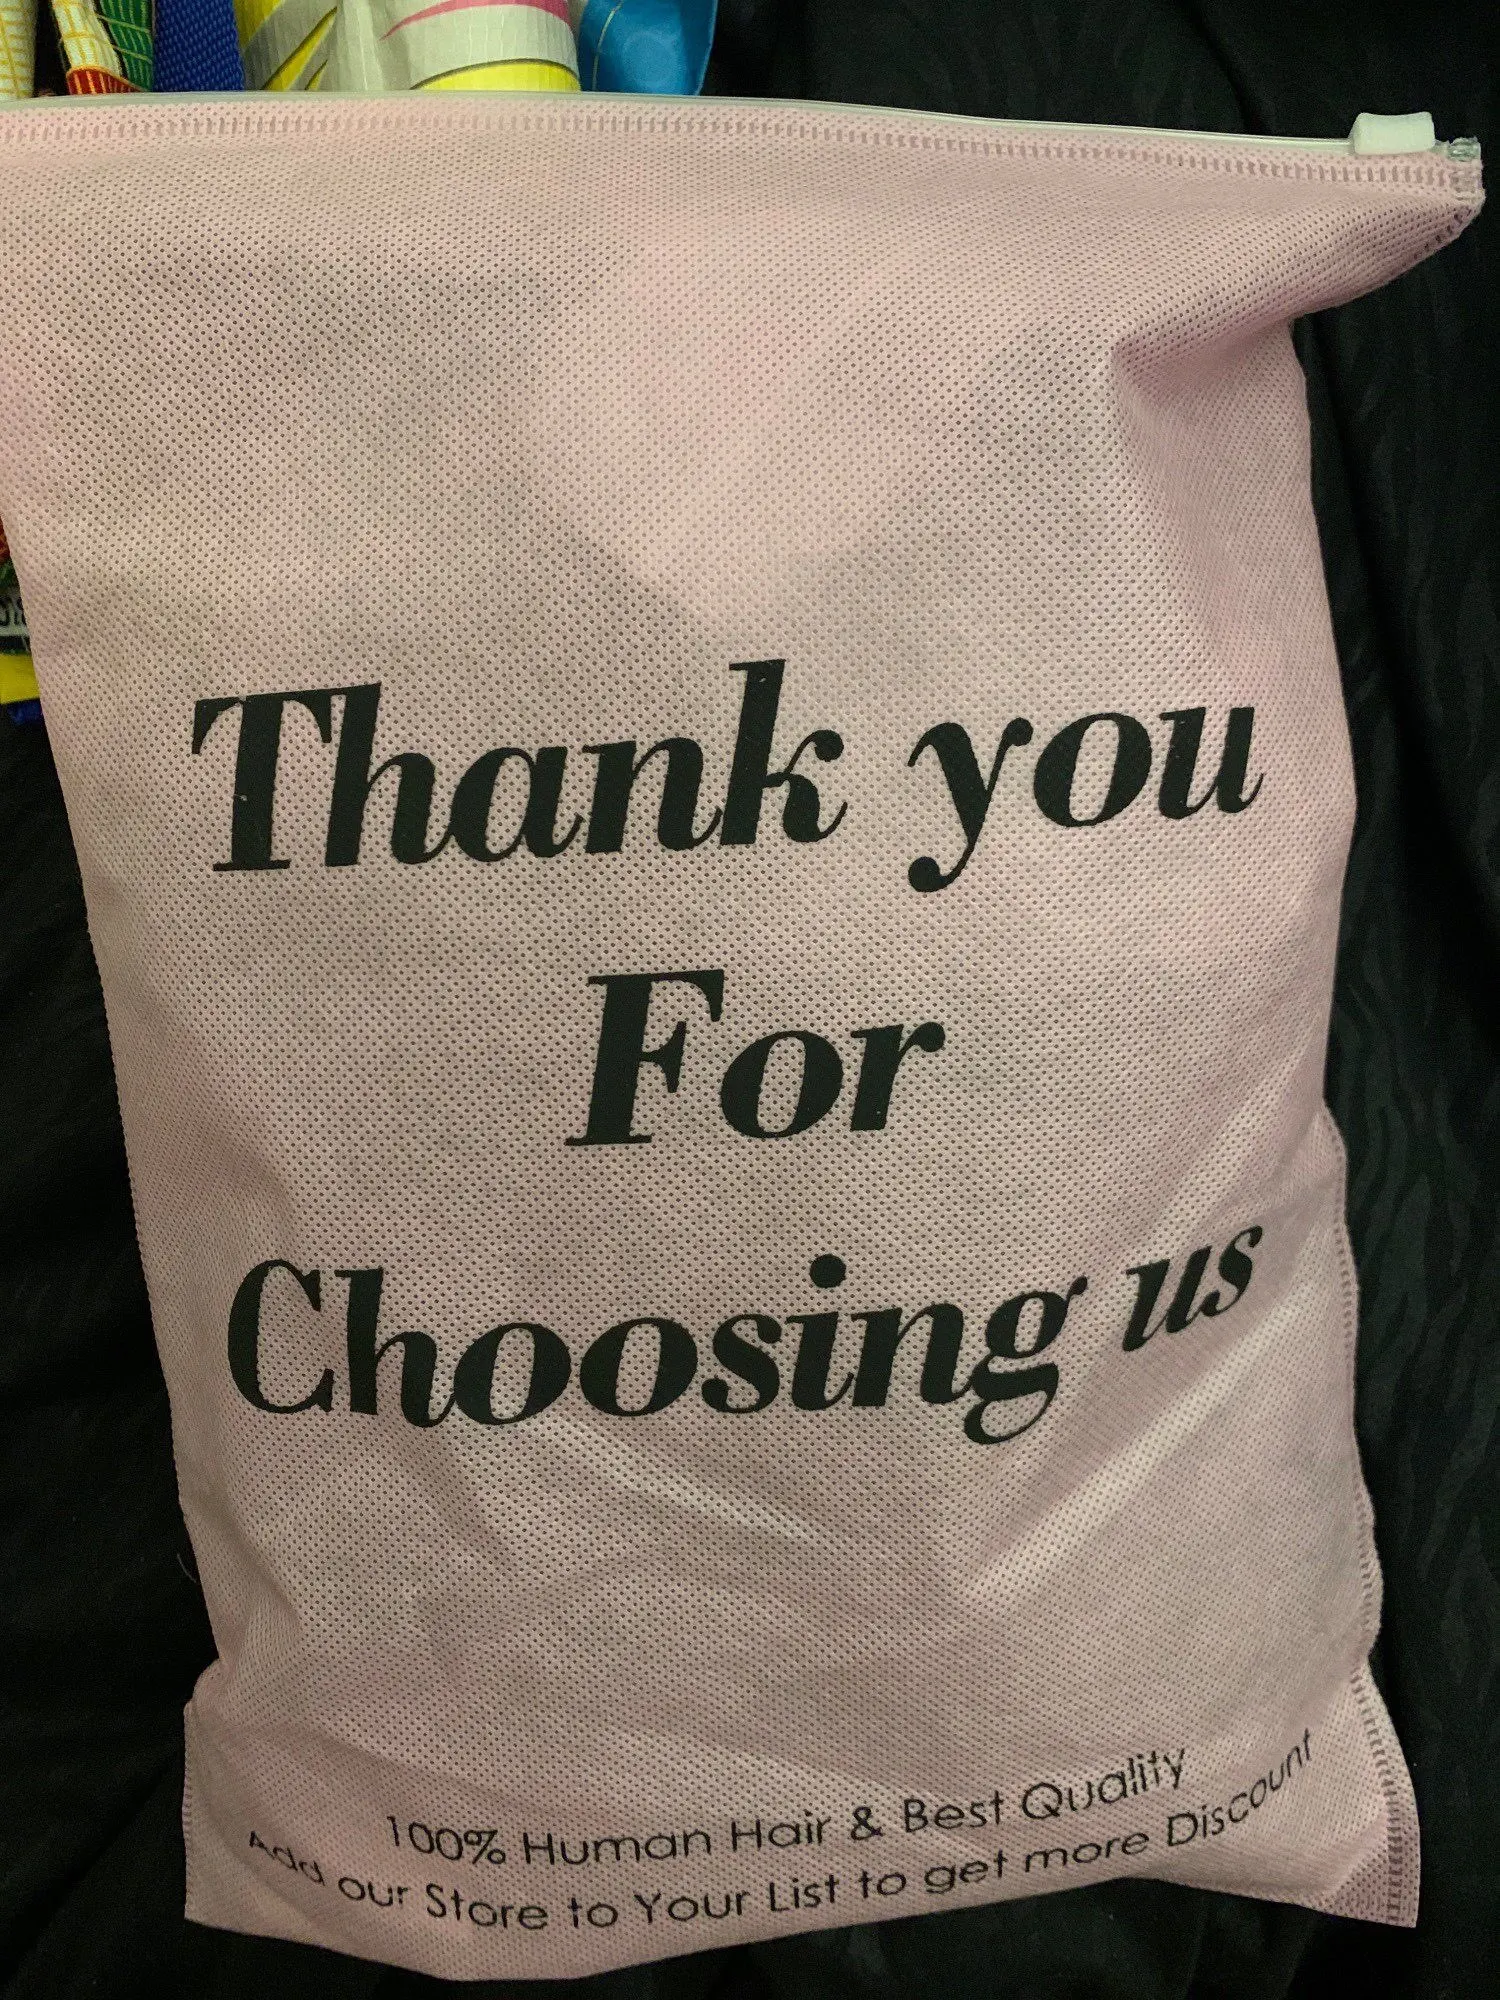 Thank you
For
Choosing us
100% Human Hair & Best Quality
Add our Store to Your List to get more Discount